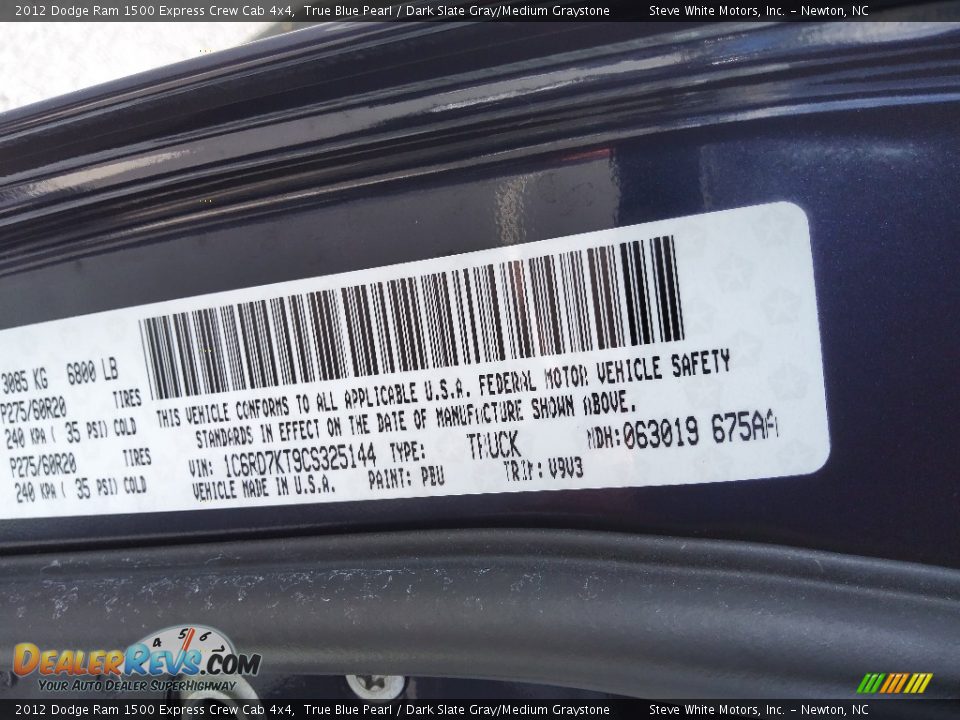 2012 Dodge Ram 1500 Express Crew Cab 4x4, True Blue Pearl / Dark Slate Gray/Medium Graystone Steve White Motors, Inc. – Newton, NC
3085 KG 6800 LB
P275/60R20 TIRES
240 KPA ( 35 PSI) COLD
P275/60R20 TIRES
240 KPA ( 35 PSI) COLD
THIS VEHICLE CONFORMS TO ALL APPLICABLE U.S.A. FEDERAL MOTOR VEHICLE SAFETY
STANDARDS IN EFFECT ON THE DATE OF MANUFACTURE SHOWN ABOVE.
VIN: 1C6RD7KT9CS325144 TYPE: TRUCK MDH:063019 675AA
VEHICLE MADE IN U.S.A. PAINT: PBU TRIM: V9V3
4 5 6
DealerRevs.com
Your Auto Dealer SuperHighway
2012 Dodge Ram 1500 Express Crew Cab 4x4, True Blue Pearl / Dark Slate Gray/Medium Graystone Steve White Motors, Inc. – Newton, NC